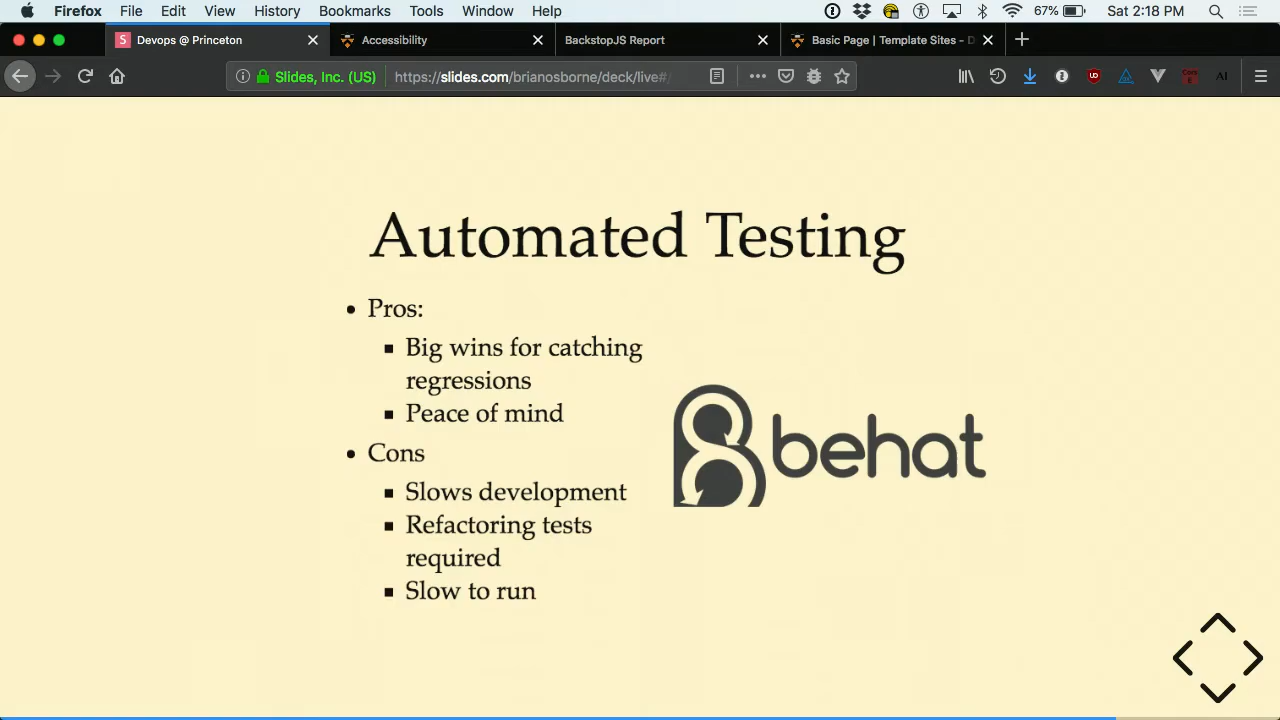 Firefox File Edit View History Bookmarks Tools Window Help 67% Sat 2:18 PM
Devops @ Princeton Accessibility BackstopJS Report Basic Page | Template Sites - D
Slides, Inc. (US) https://slides.com/brianosborne/deck/live#/
Automated Testing
• Pros:
▪ Big wins for catching
regressions
▪ Peace of mind
• Cons
▪ Slows development
▪ Refactoring tests
required
▪ Slow to run
behat